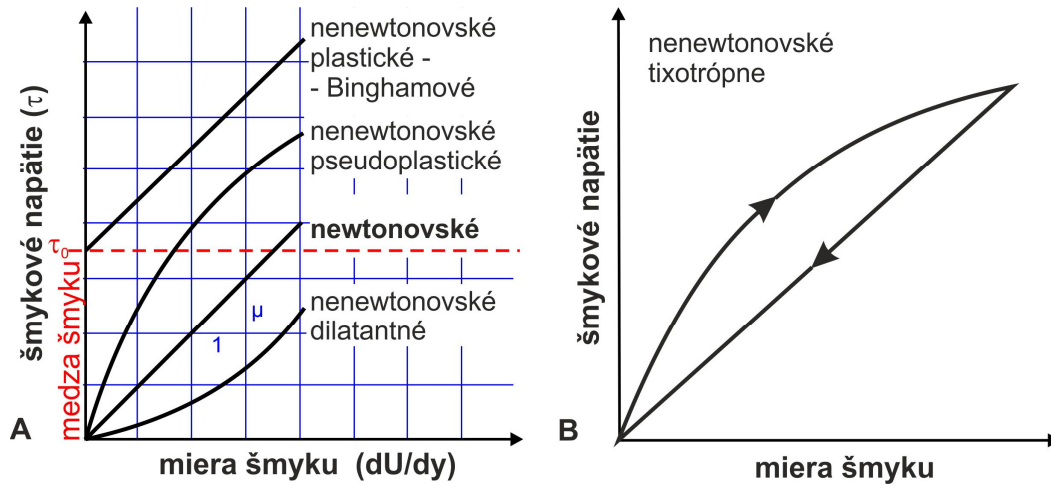 šmykové napätie (τ)
medza šmyku
τ₀
nenewtonovské
plastické -
- Binghamové
nenewtonovské
pseudoplastické
newtonovské
nenewtonovské
dilatantné
μ
1
A
miera šmyku (dU/dy)
šmykové napätie
nenewtonovské
tixotrópne
B
miera šmyku